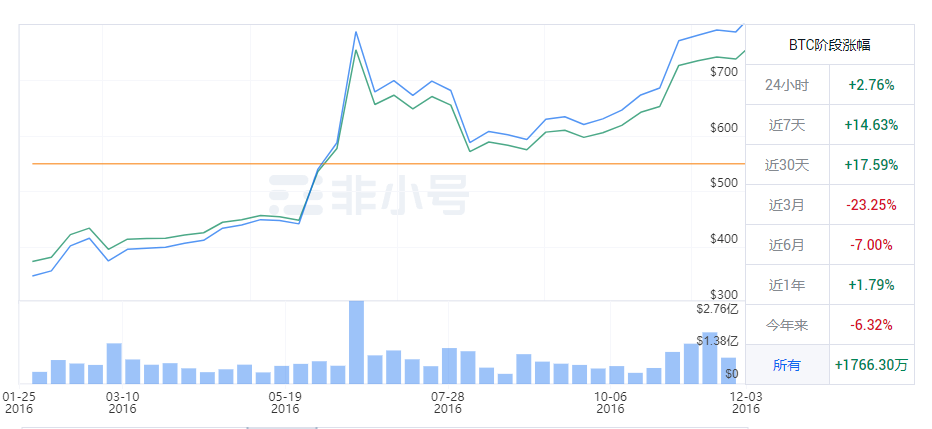 BTC阶段涨幅
24小时 +2.76%
近7天 +14.63%
近30天 +17.59%
近3月 -23.25%
近6月 -7.00%
近1年 +1.79%
今年来 -6.32%
所有 +1766.30万
$700
$600
$500
$400
$300
非小号
$2.76亿
$1.38亿
$0
01-25 03-10 05-19 07-28 10-06 12-03
2016 2016 2016 2016 2016 2016